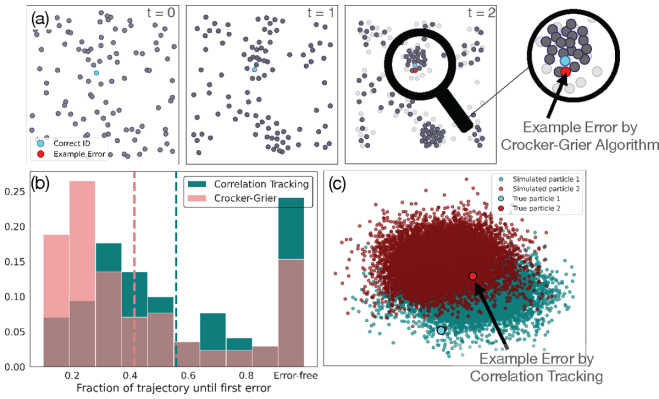 (a)
t = 0
t = 1
t = 2
Correct ID
Example Error
Example Error by
Crocker-Grier Algorithm
(b)
Correlation Tracking
Crocker-Grier
0.25
0.20
0.15
0.10
0.05
0.00
0.2
0.4
0.6
0.8
Error-free
Fraction of trajectory until first error
(c)
Simulated particle 1
Simulated particle 2
True particle 1
True particle 2
Example Error by
Correlation Tracking